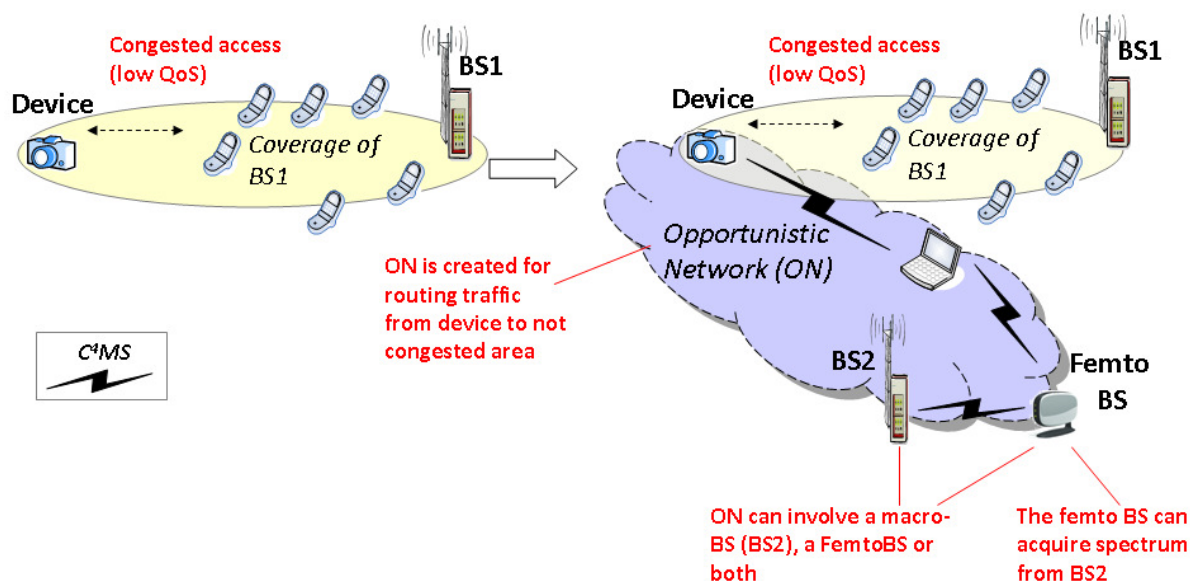 Congested access
(low QoS)
BS1
Device
Coverage of
BS1
Congested access
(low QoS)
BS1
Device
Coverage of
BS1
Opportunistic
Network (ON)
ON is created for
routing traffic
from device to not
congested area
C⁴MS
BS2
Femto
BS
ON can involve a macro-
BS (BS2), a FemtoBS or
both
The femto BS can
acquire spectrum
from BS2